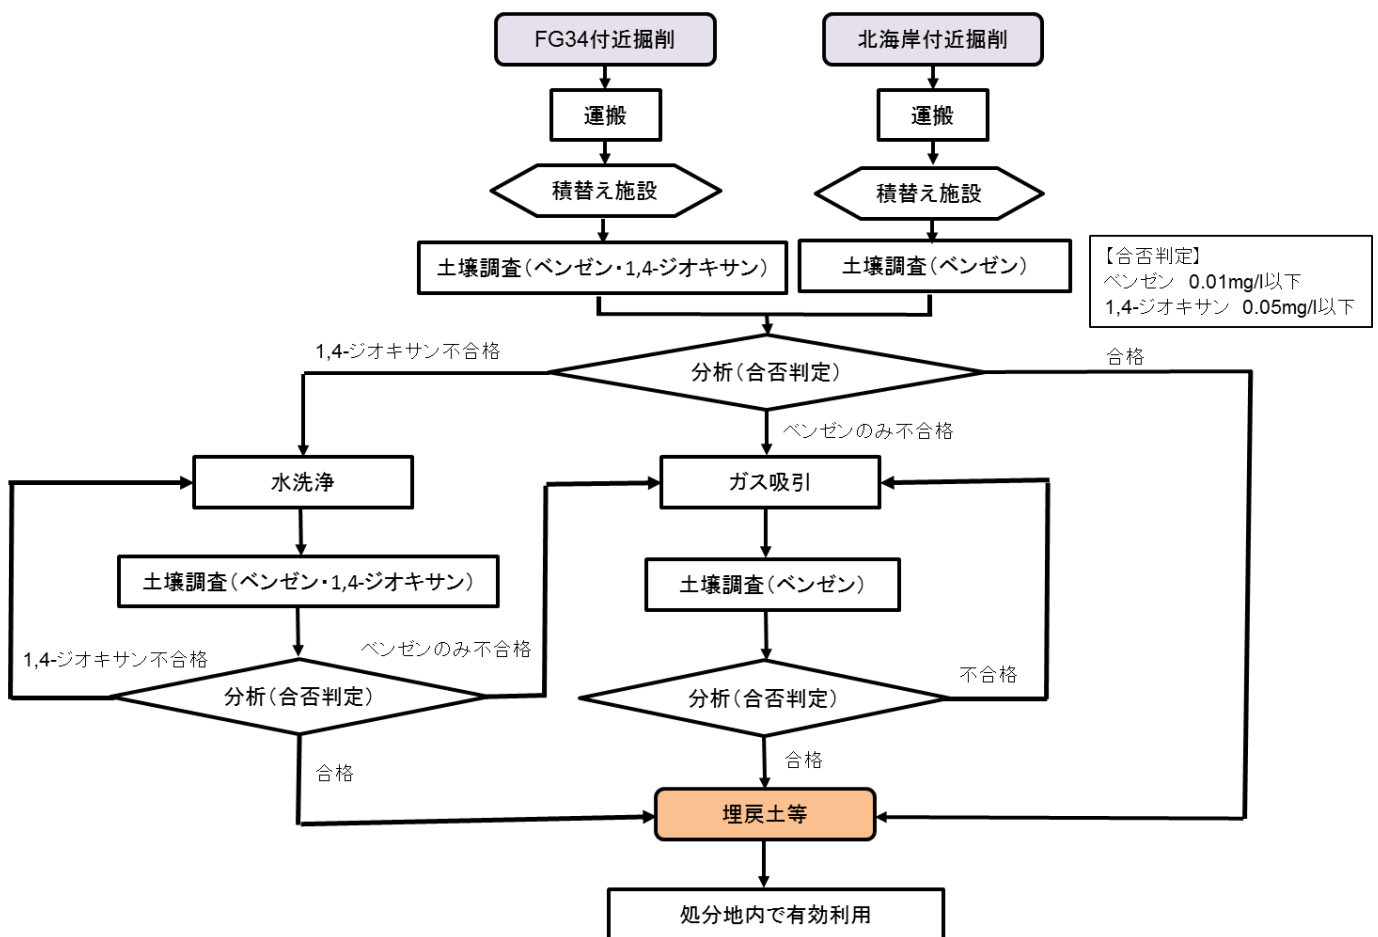 FG34付近掘削
北海岸付近掘削
運搬
運搬
積替え施設
積替え施設
土壌調査(ベンゼン・1,4-ジオキサン)
土壌調査(ベンゼン)
【合否判定】
ベンゼン 0.01mg/l以下
1,4-ジオキサン 0.05mg/l以下
1,4-ジオキサン不合格
分析(合否判定)
合格
ベンゼンのみ不合格
水洗浄
ガス吸引
土壌調査(ベンゼン・1,4-ジオキサン)
土壌調査(ベンゼン)
1,4-ジオキサン不合格
ベンゼンのみ不合格
分析(合否判定)
分析(合否判定)
不合格
合格
合格
埋戻土等
処分地内で有効利用